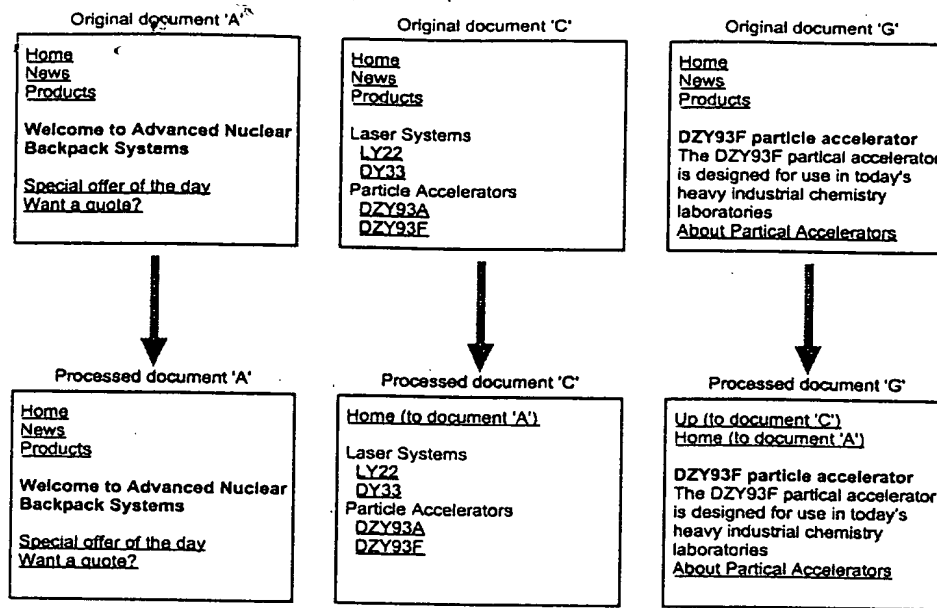 Original document 'A'
Home
News
Products
Welcome to Advanced Nuclear
Backpack Systems
Special offer of the day
Want a quote?
Original document 'C'
Home
News
Products
Laser Systems
LY22
DY33
Particle Accelerators
DZY93A
DZY93F
Original document 'G'
Home
News
Products
DZY93F particle accelerator
The DZY93F partical accelerator
is designed for use in today's
heavy industrial chemistry
laboratories
About Partical Accelerators
Processed document 'A'
Home
News
Products
Welcome to Advanced Nuclear
Backpack Systems
Special offer of the day
Want a quote?
Processed document 'C'
Home (to document 'A')
Laser Systems
LY22
DY33
Particle Accelerators
DZY93A
DZY93F
Processed document 'G'
Up (to document 'C')
Home (to document 'A')
DZY93F particle accelerator
The DZY93F partical accelerator
is designed for use in today's
heavy industrial chemistry
laboratories
About Partical Accelerators